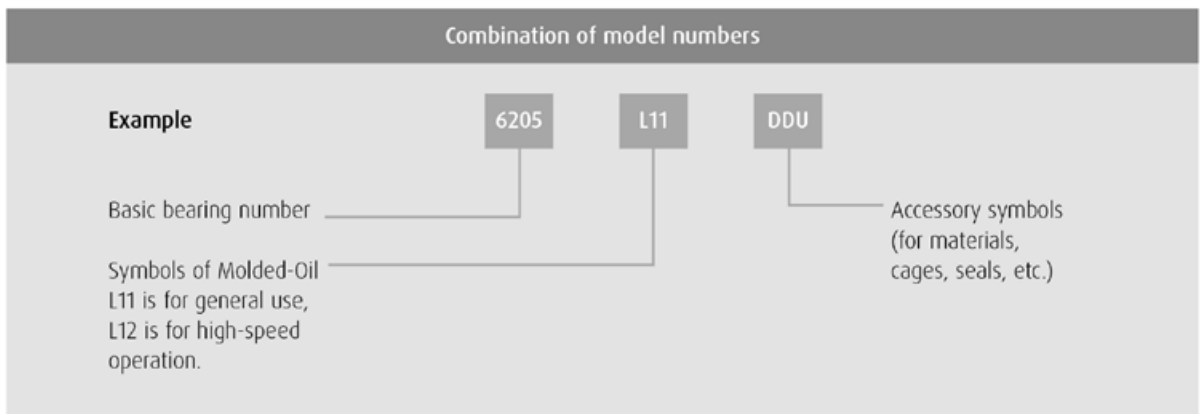 Combination of model numbers
Example
6205
L11
DDU
Basic bearing number
Symbols of Molded-Oil
L11 is for general use,
L12 is for high-speed
operation.
Accessory symbols
(for materials,
cages, seals, etc.)